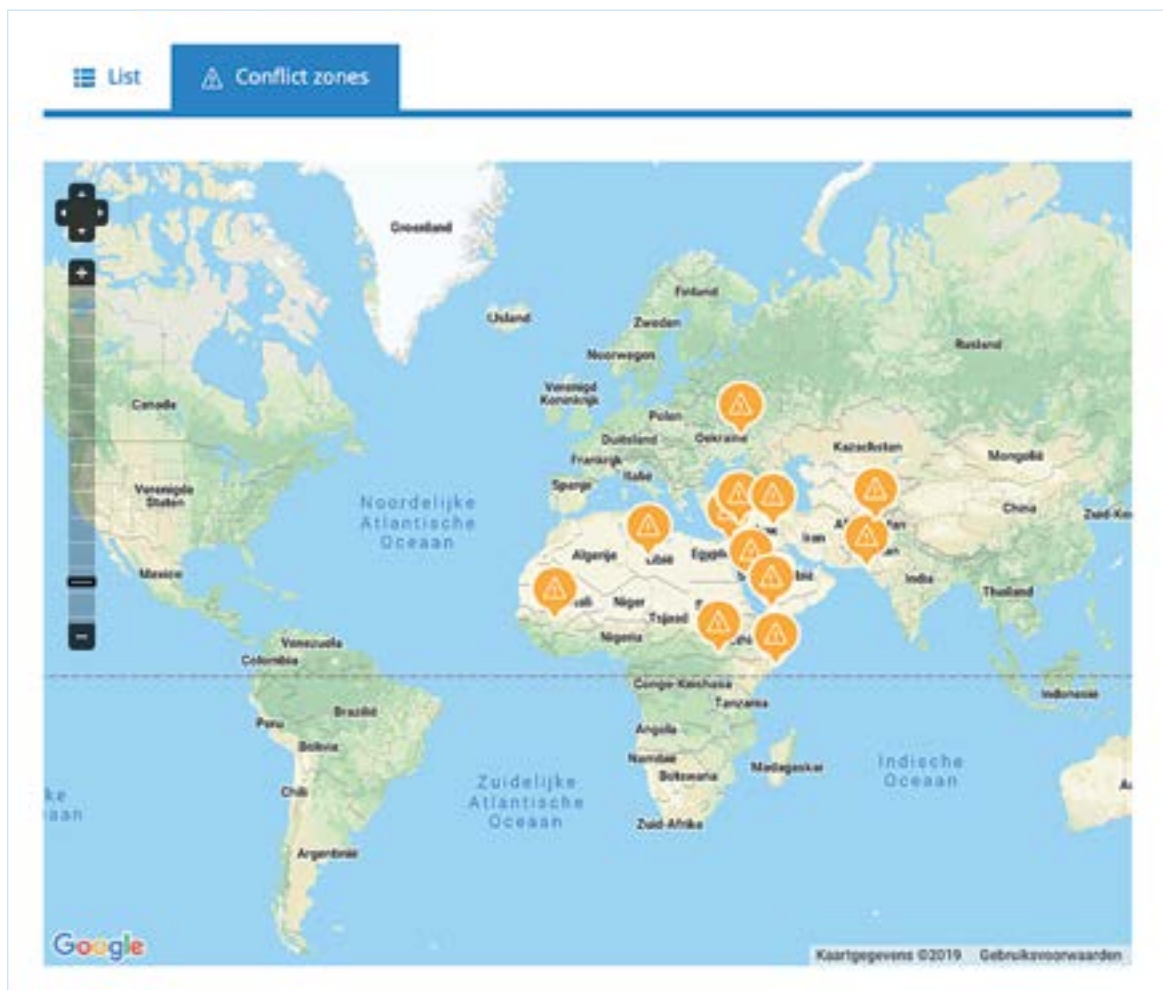 List
Conflict zones
Groenland
IJsland
Finland
Zweden
Noorwegen
Rusland
Verenigd
Koninkrijk
Canada
Polen
Duitsland
Oekraïne
Frankrijk
Kazachstan
Mongolië
Italië
Spanje
Verenigde
Staten
Noordelijke
Atlantische
Oceaan
China
Iran
Algerije
Libië
Mexico
India
Niger
Thailand
Tsjaad
Nigeria
Venezuela
Colombia
Congo-Kinshasa
Indonesië
Tanzania
Peru
Brazilië
Angola
Bolivia
Namibië
Madagaskar
Botswana
Indische
Oceaan
Zuidelijke
Atlantische
Oceaan
Chili
Zuid-Afrika
Argentinië
Google
Kaartgegevens ©2019 Gebruiksvoorwaarden